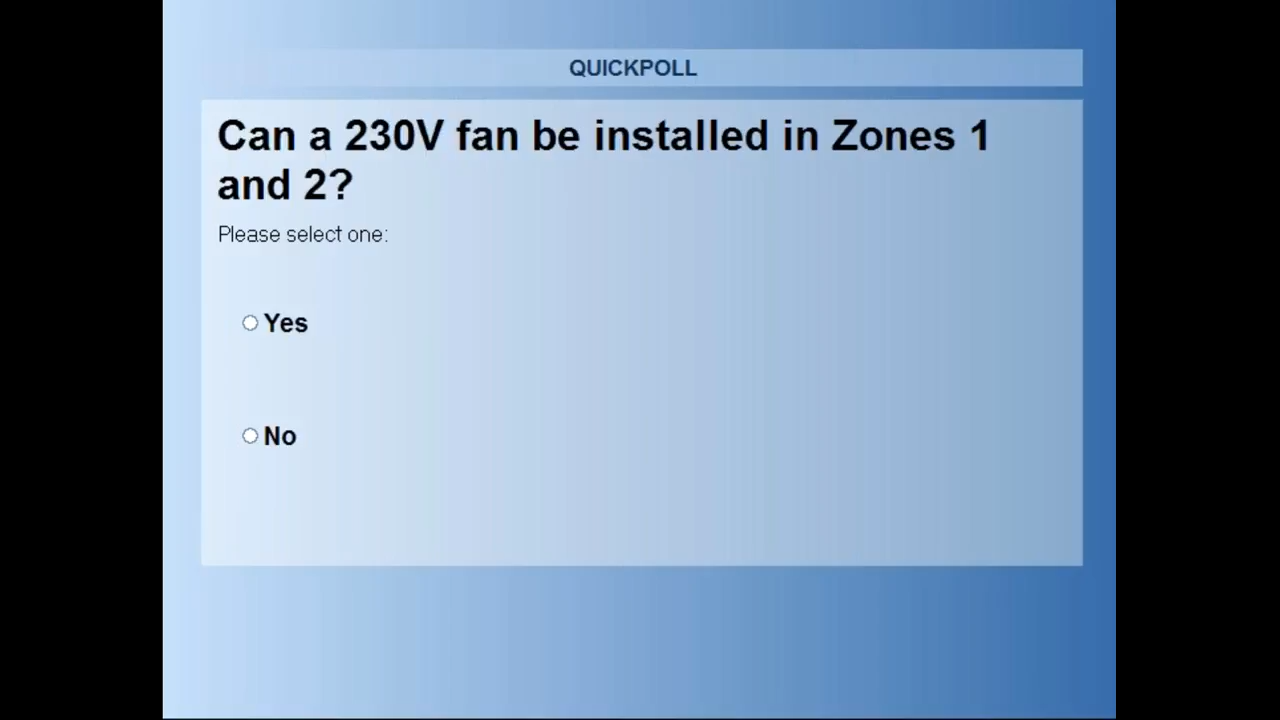 QUICKPOLL
Can a 230V fan be installed in Zones 1
and 2?
Please select one:
Yes
No